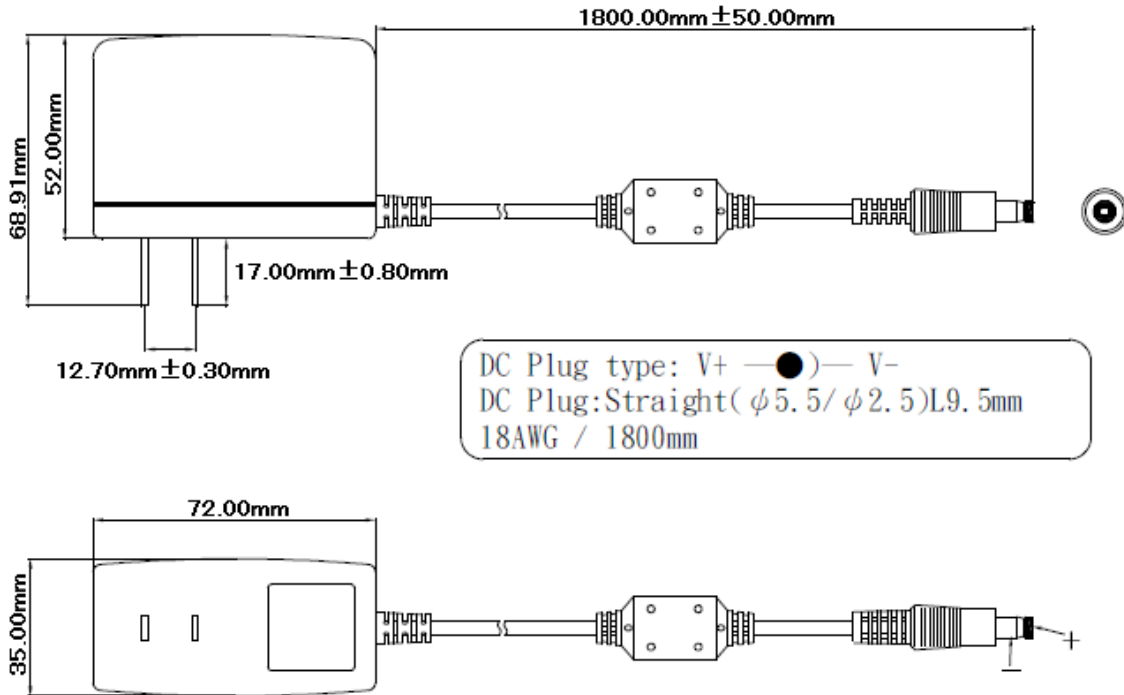 1800.00mm±50.00mm
68.91mm
52.00mm
17.00mm±0.80mm
12.70mm±0.30mm
DC Plug type: V+ —●)— V-
DC Plug:Straight(φ5.5/φ2.5)L9.5mm
18AWG / 1800mm
72.00mm
35.00mm
+
—